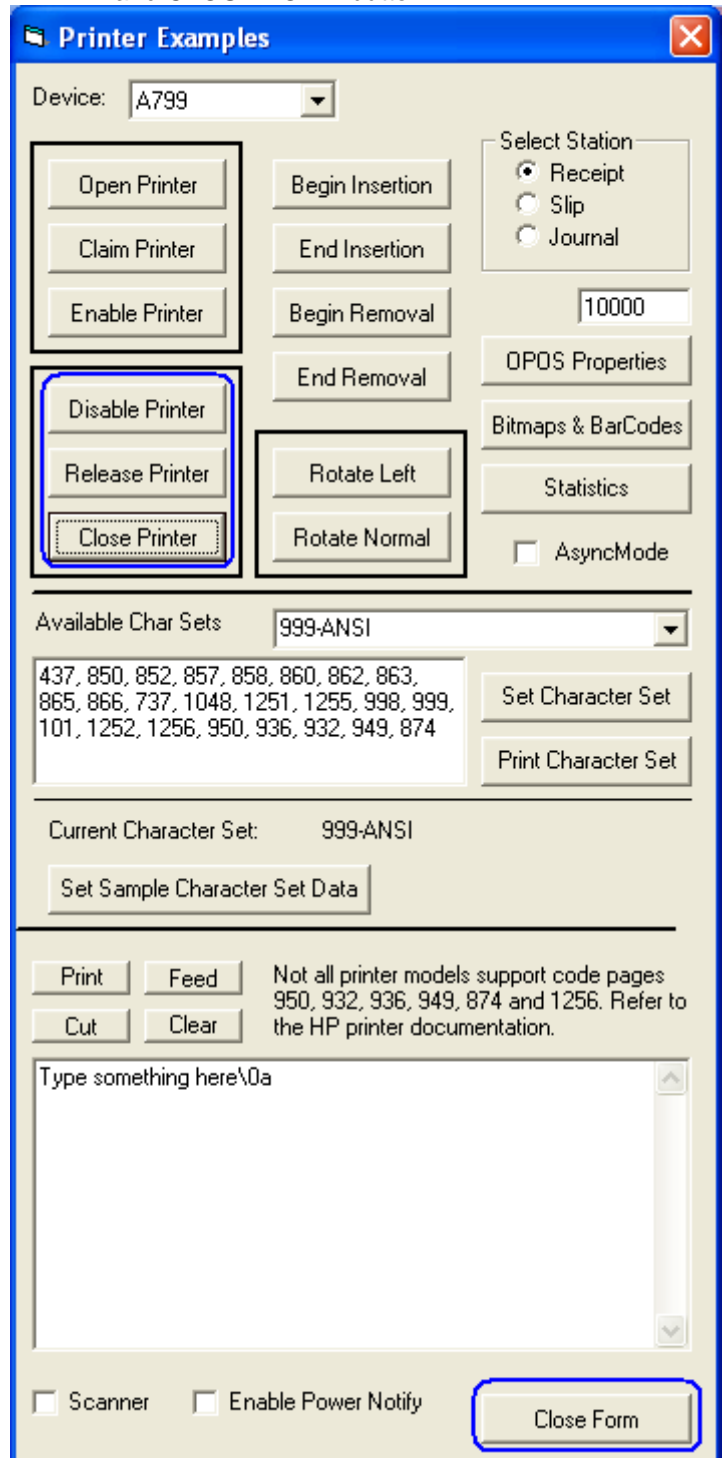 Printer Examples
Device: A799
Select Station
Receipt
Slip
Journal
Open Printer
Claim Printer
Enable Printer
Begin Insertion
End Insertion
Begin Removal
End Removal
10000
OPOS Properties
Bitmaps & BarCodes
Statistics
AsyncMode
Disable Printer
Release Printer
Close Printer
Rotate Left
Rotate Normal
Available Char Sets
999-ANSI
437, 850, 852, 857, 858, 860, 862, 863,
865, 866, 737, 1048, 1251, 1255, 998, 999,
101, 1252, 1256, 950, 936, 932, 949, 874
Set Character Set
Print Character Set
Current Character Set: 999-ANSI
Set Sample Character Set Data
Print
Feed
Cut
Clear
Not all printer models support code pages
950, 932, 936, 949, 874 and 1256. Refer to
the HP printer documentation.
Type something here\0a
Scanner
Enable Power Notify
Close Form